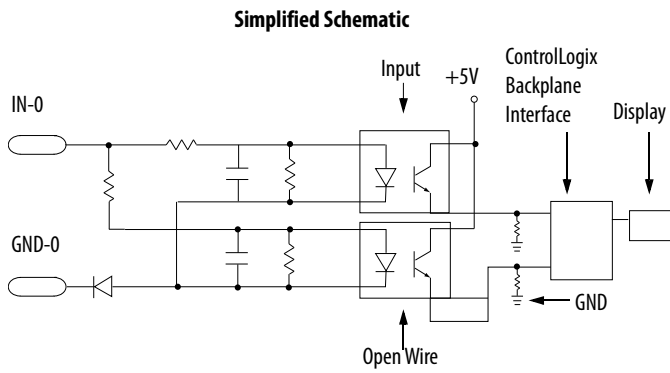 Simplified Schematic
ControlLogix
Backplane
Interface
Input
+5V
Display
IN-0
GND-0
GND
Open Wire